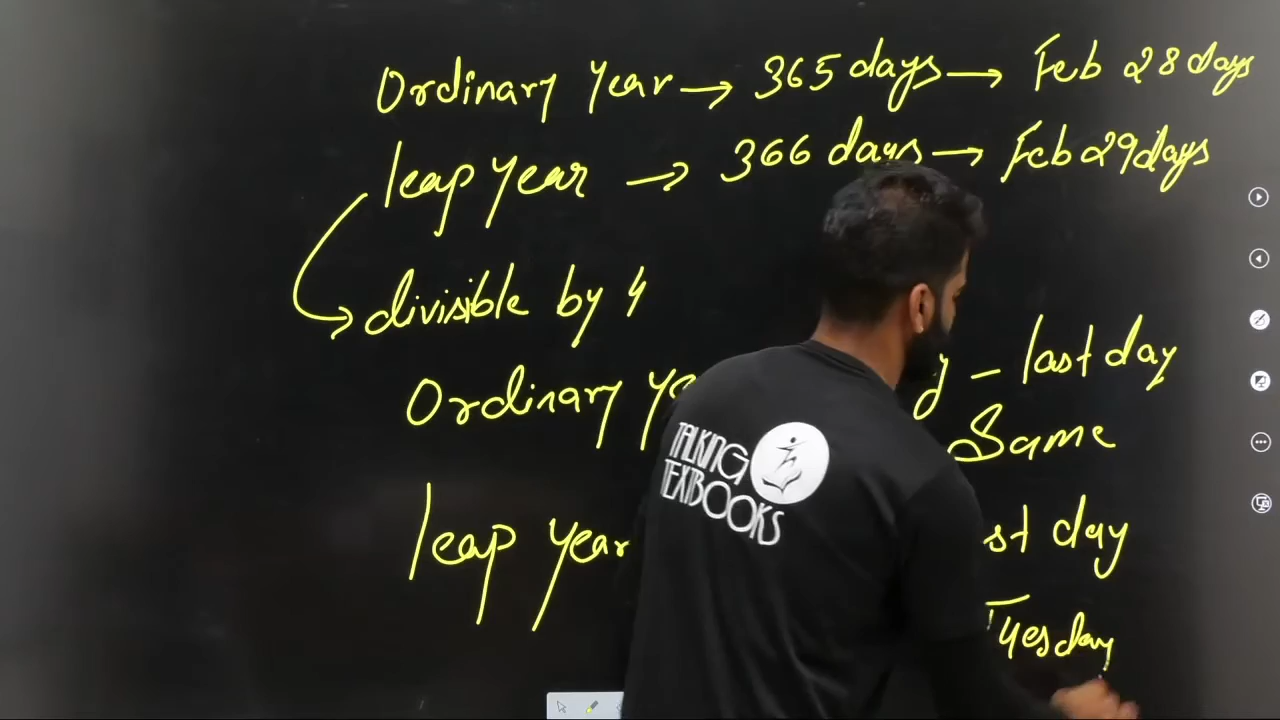 Ordinary Year → 365 days → Feb 28 days
leap year → 366 days → Feb 29 days
divisible by 4
Ordinary – last day
Same
leap year day
Tuesday
TALKING
TEXTBOOKS